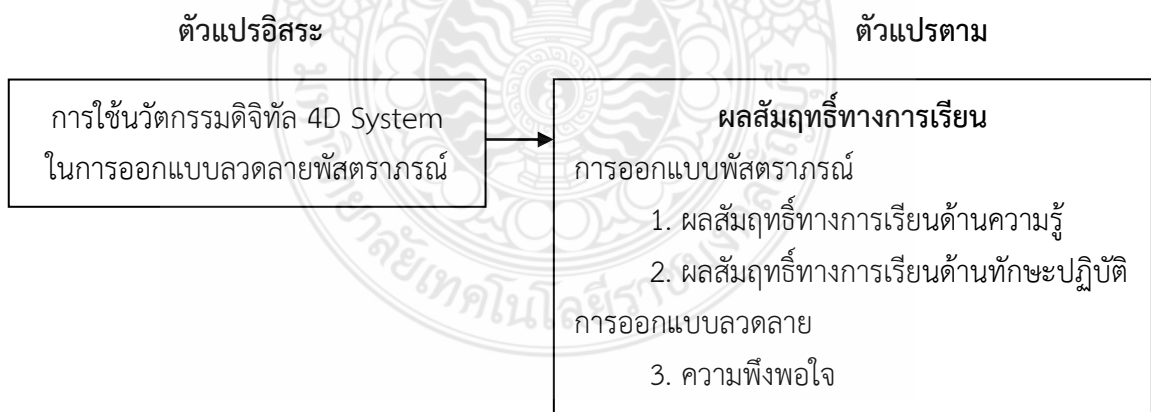 ตัวแปรอิสระ
ตัวแปรตาม
การใช้นวัตกรรมดิจิทัล 4D System
ในการออกแบบลวดลายพัสตราภรณ์
ผลสัมฤทธิ์ทางการเรียน
การออกแบบพัสตราภรณ์
1. ผลสัมฤทธิ์ทางการเรียนด้านความรู้
2. ผลสัมฤทธิ์ทางการเรียนด้านทักษะปฏิบัติ
การออกแบบลวดลาย
3. ความพึงพอใจ